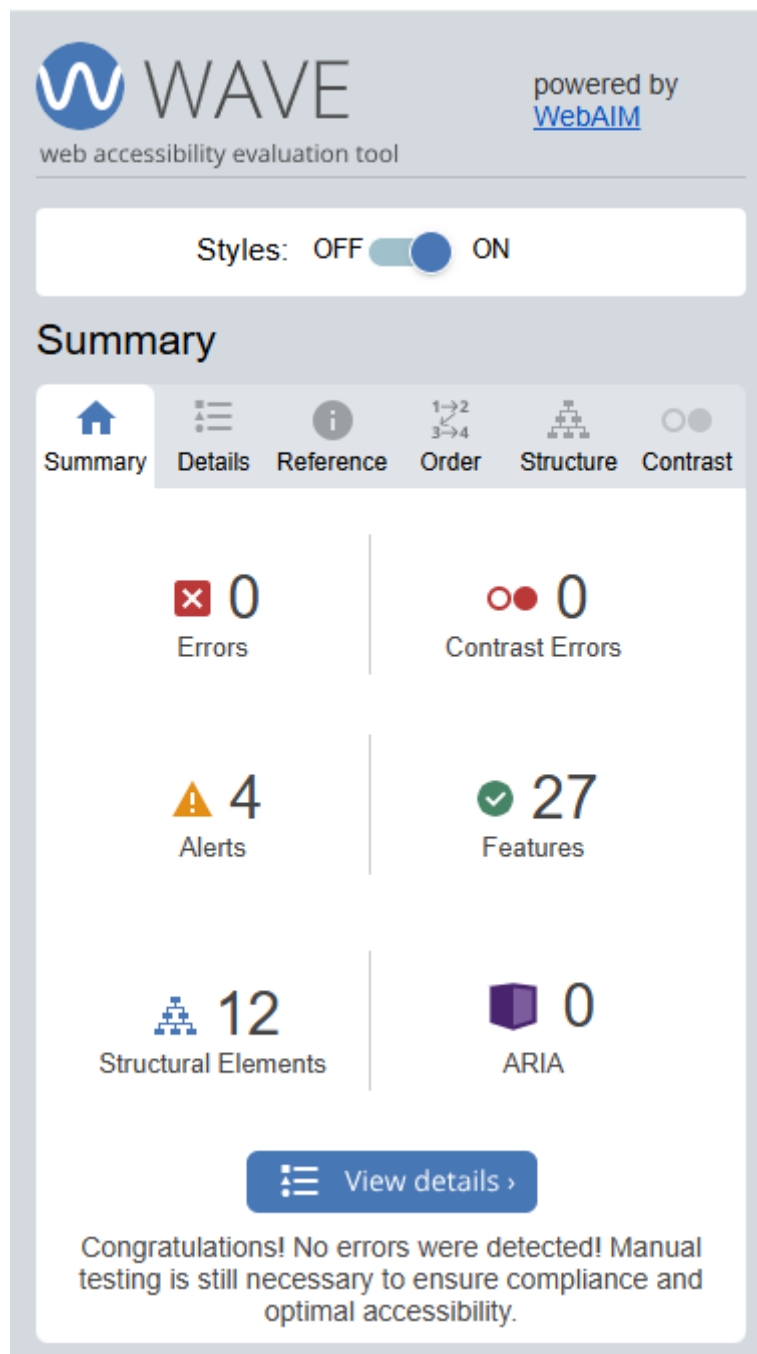 WAVE
web accessibility evaluation tool
powered by
WebAIM
Styles: OFF ON
Summary
Summary Details Reference Order Structure Contrast
1→2
3→4
0
Errors
0
Contrast Errors
4
Alerts
27
Features
12
Structural Elements
0
ARIA
View details ›
Congratulations! No errors were detected! Manual
testing is still necessary to ensure compliance and
optimal accessibility.